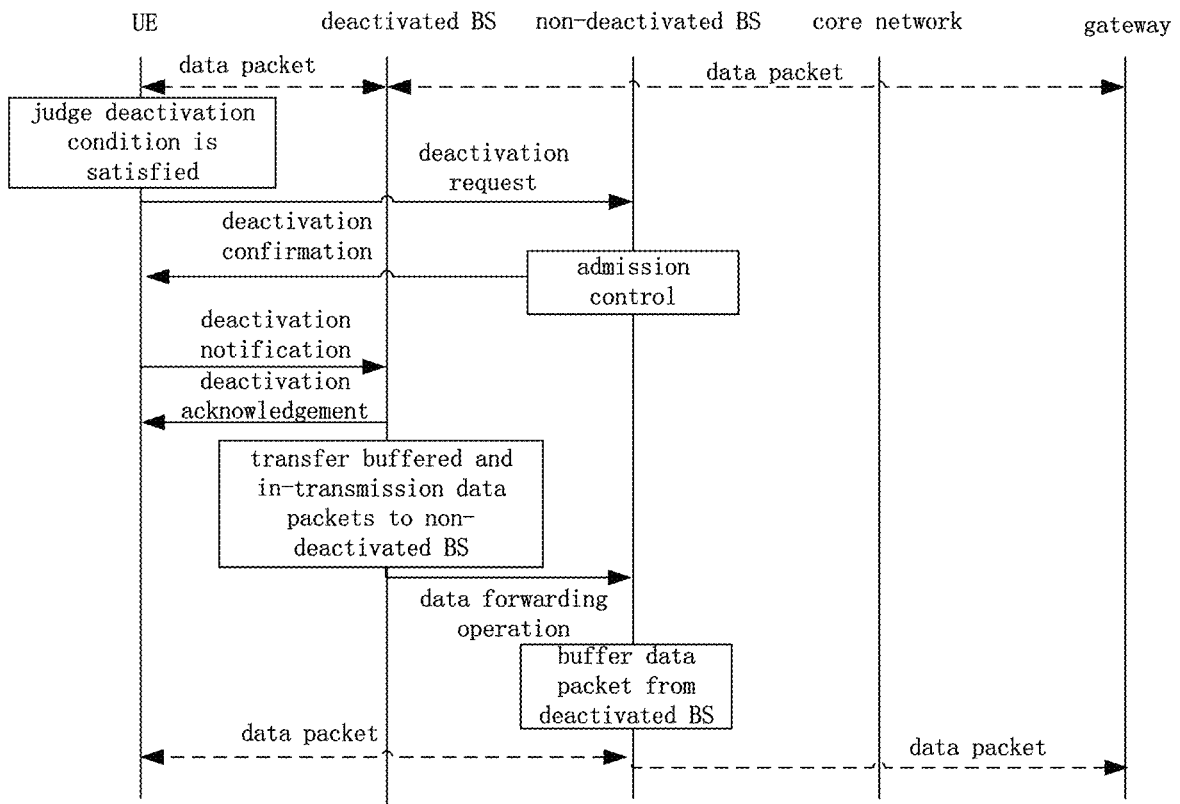 UE
deactivated BS
non-deactivated BS
core network
gateway
data packet
data packet
judge deactivation
condition is
satisfied
deactivation
request
deactivation
confirmation
admission
control
deactivation
notification
deactivation
acknowledgement
transfer buffered and
in-transmission data
packets to non-
deactivated BS
data forwarding
operation
buffer data
packet from
deactivated BS
data packet
data packet